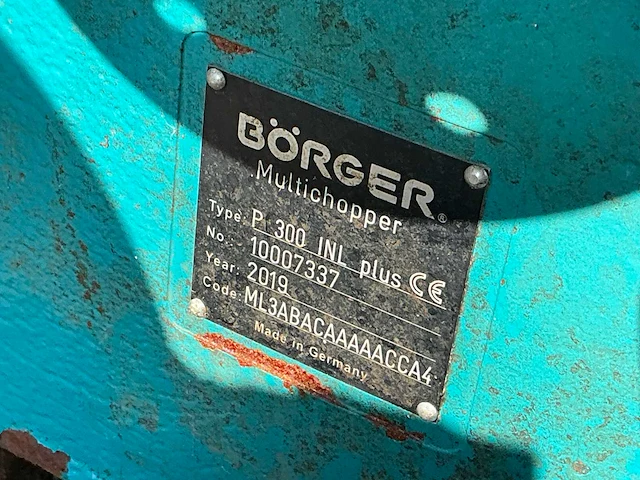 BÖRGER®
Multichopper
Type: P 300 INL plus CE
No.: 10007337
Year: 2019
Code: ML3ABACAAAAACCA4
Made in Germany